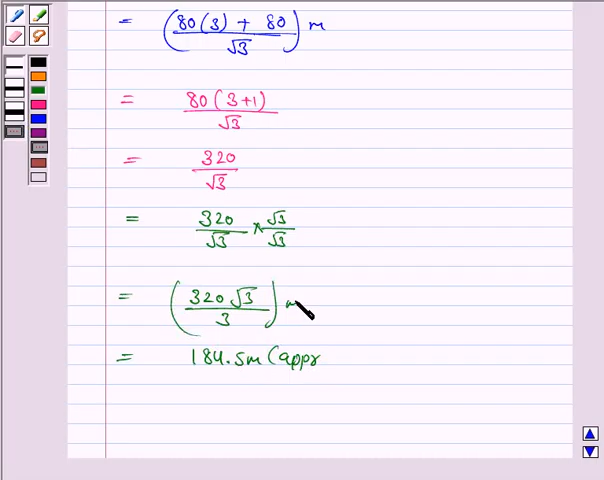 = (80(3) + 80 / √3) m
= 80(3+1) / √3
= 320 / √3
= 320 / √3 × √3 / √3
= (320√3 / 3) m
= 184.5m (appr